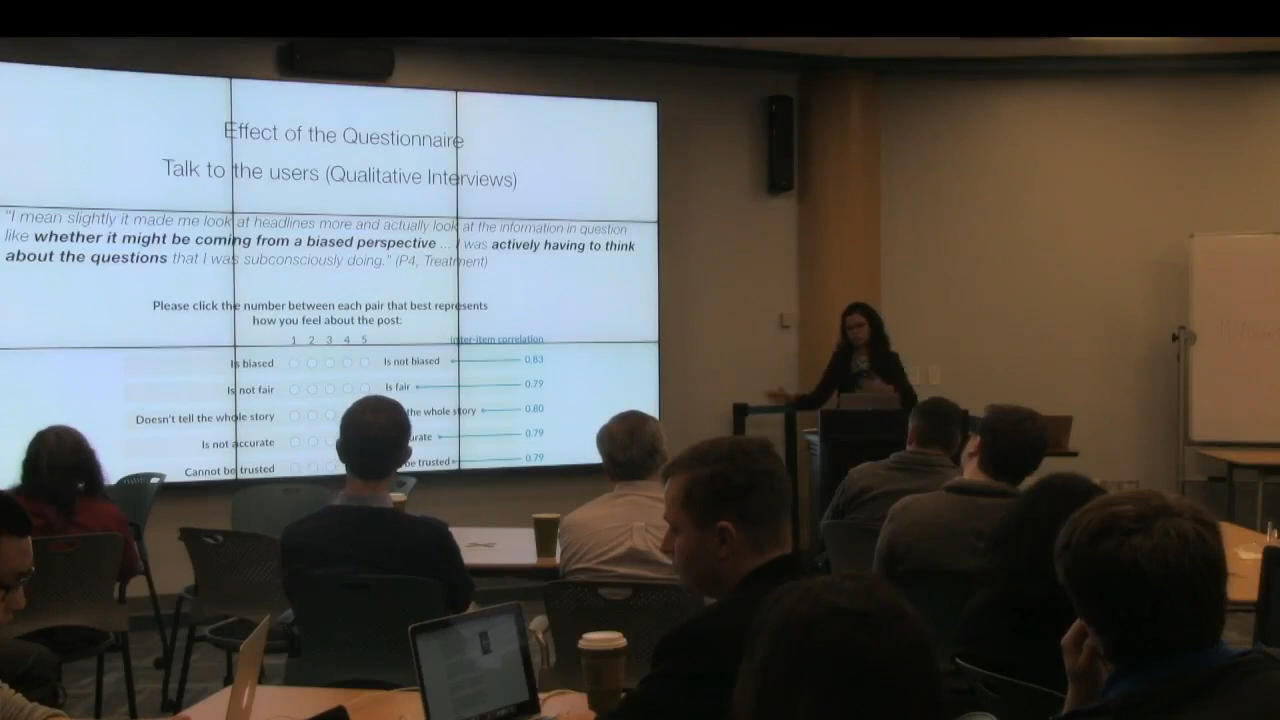 Effect of the Questionnaire
Talk to the users (Qualitative Interviews)
"I mean slightly it made me look at headlines more and actually look at the information in question
like whether it might be coming from a biased perspective ... I was actively having to think
about the questions that I was subconsciously doing." (P4, Treatment)
Please click the number between each pair that best represents
how you feel about the post:
1 2 3 4 5 inter-item correlation
Is biased Is not biased 0.83
Is not fair Is fair 0.79
Doesn't tell the whole story the whole story 0.80
Is not accurate 0.79
Cannot be trusted be trusted 0.79